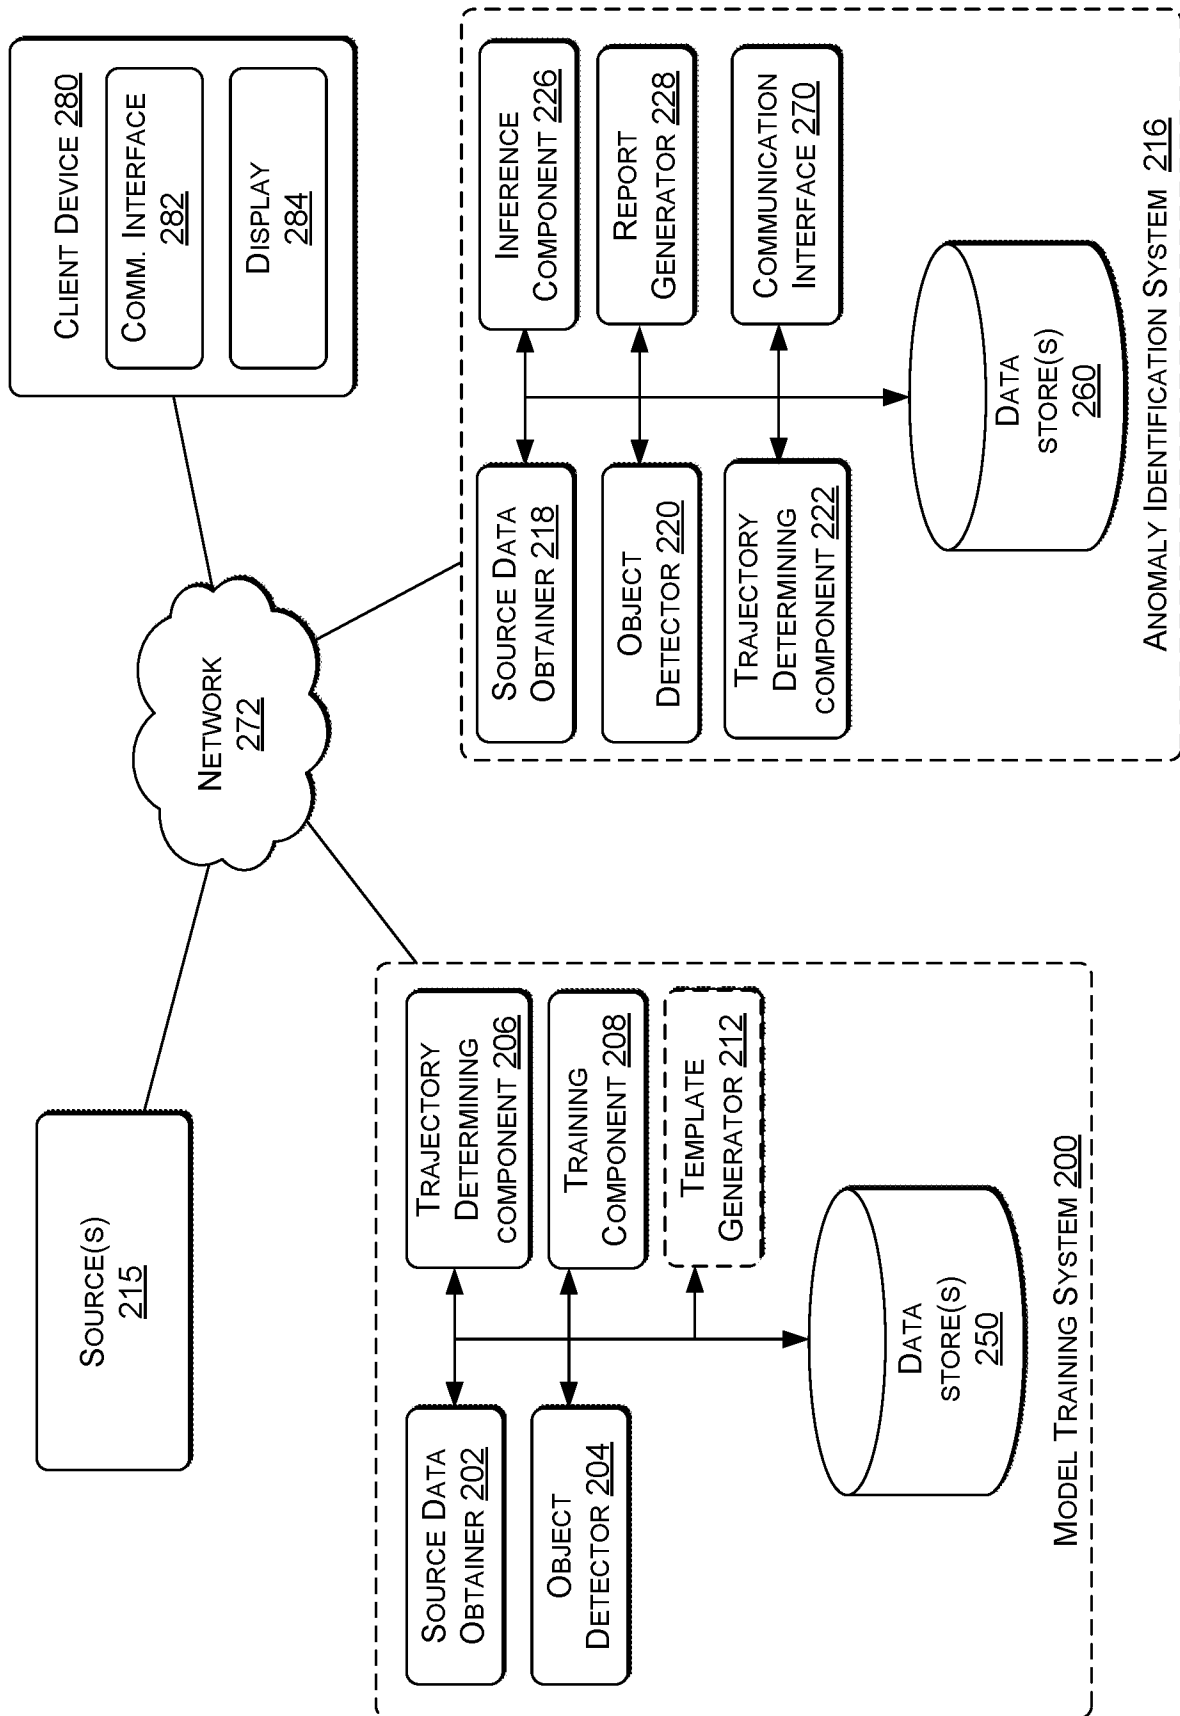 SOURCE(S)
215
NETWORK
272
CLIENT DEVICE 280
COMM. INTERFACE
282
DISPLAY
284
SOURCE DATA
OBTAINER 202
OBJECT
DETECTOR 204
TRAJECTORY
DETERMINING
COMPONENT 206
TRAINING
COMPONENT 208
TEMPLATE
GENERATOR 212
DATA
STORE(S)
250
MODEL TRAINING SYSTEM 200
SOURCE DATA
OBTAINER 218
OBJECT
DETECTOR 220
TRAJECTORY
DETERMINING
COMPONENT 222
INFERENCE
COMPONENT 226
REPORT
GENERATOR 228
COMMUNICATION
INTERFACE 270
DATA
STORE(S)
260
ANOMALY IDENTIFICATION SYSTEM 216